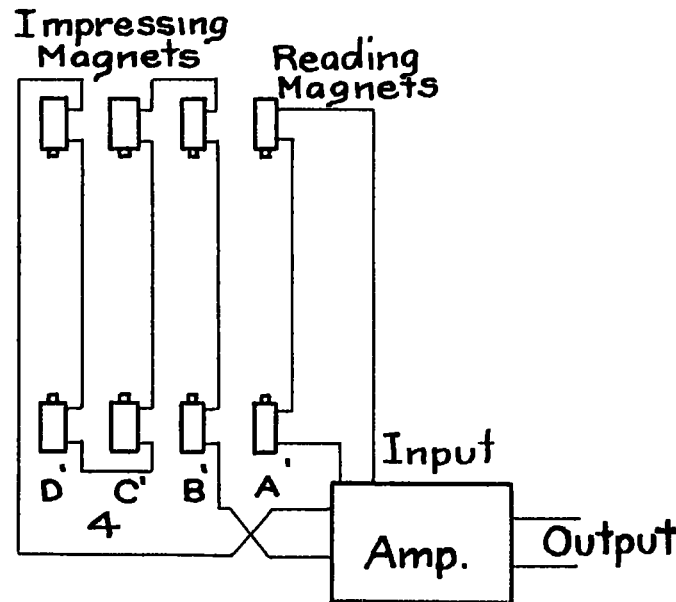 Impressing
Magnets
Reading
Magnets
D' C' B' A'
4
Input
Amp.
Output